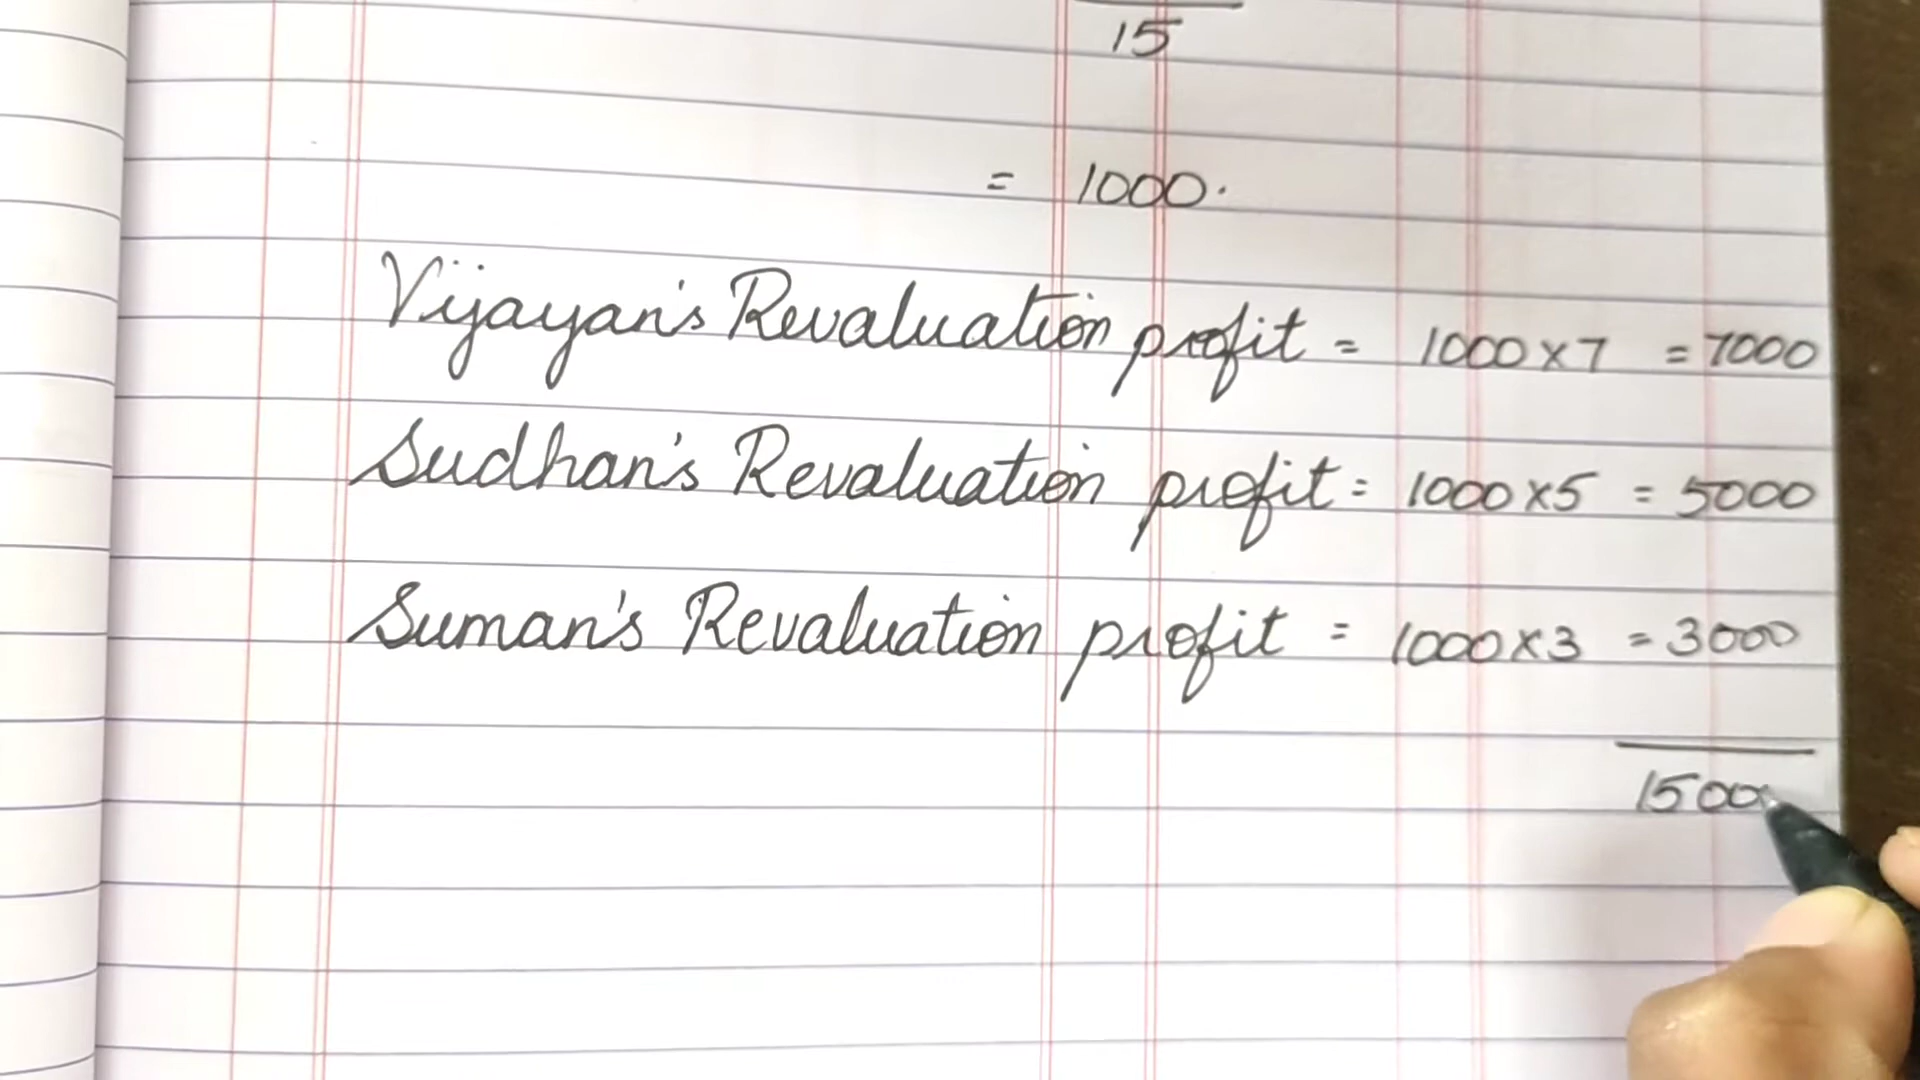 15
= 1000.
Vijayan's Revaluation profit = 1000 x 7 = 7000
Sudhan's Revaluation profit = 1000 x 5 = 5000
Suman's Revaluation profit = 1000 x 3 = 3000
1500